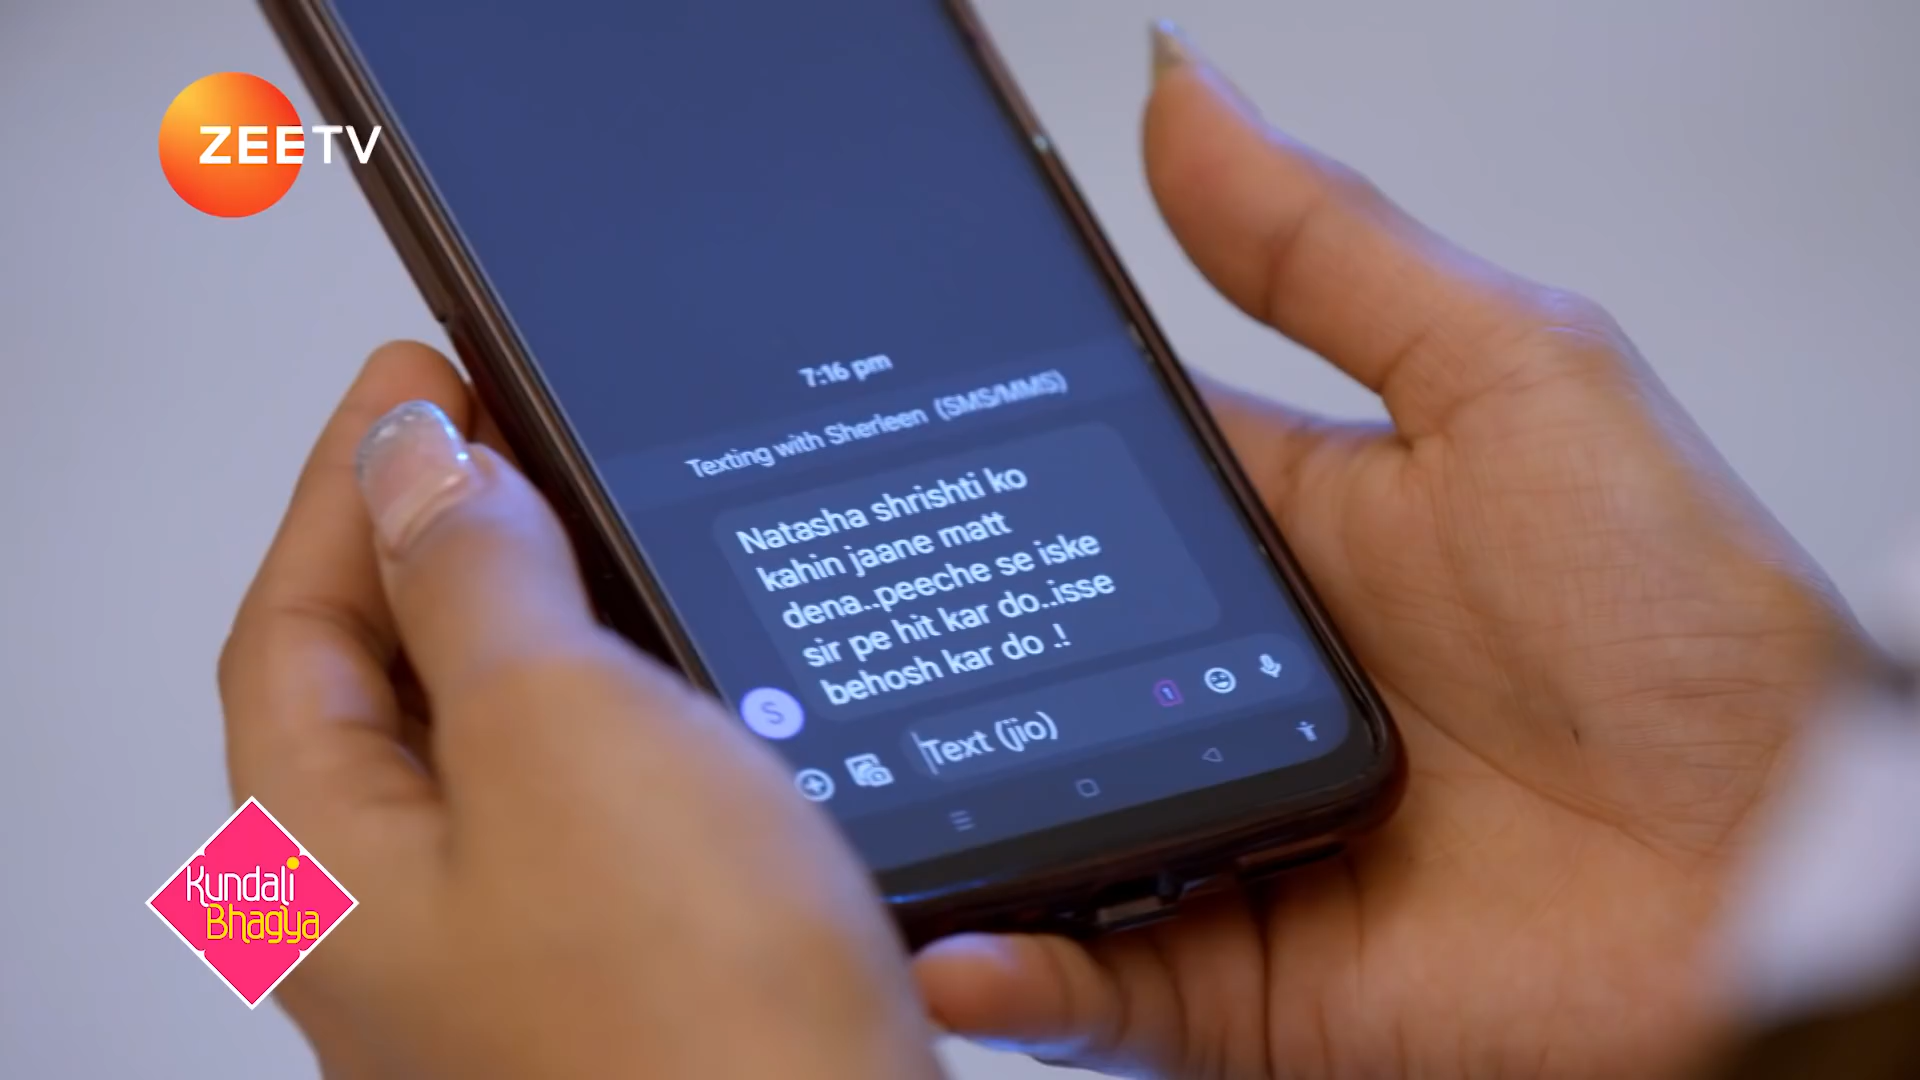 ZEETV
7:16 pm
Texting with Sherleen (SMS/MMS)
Natasha shrishti ko
kahin jaane matt
dena..peeche se iske
sir pe hit kar do..isse
behosh kar do .!
S
1
Text (jio)
Kundali
Bhagya